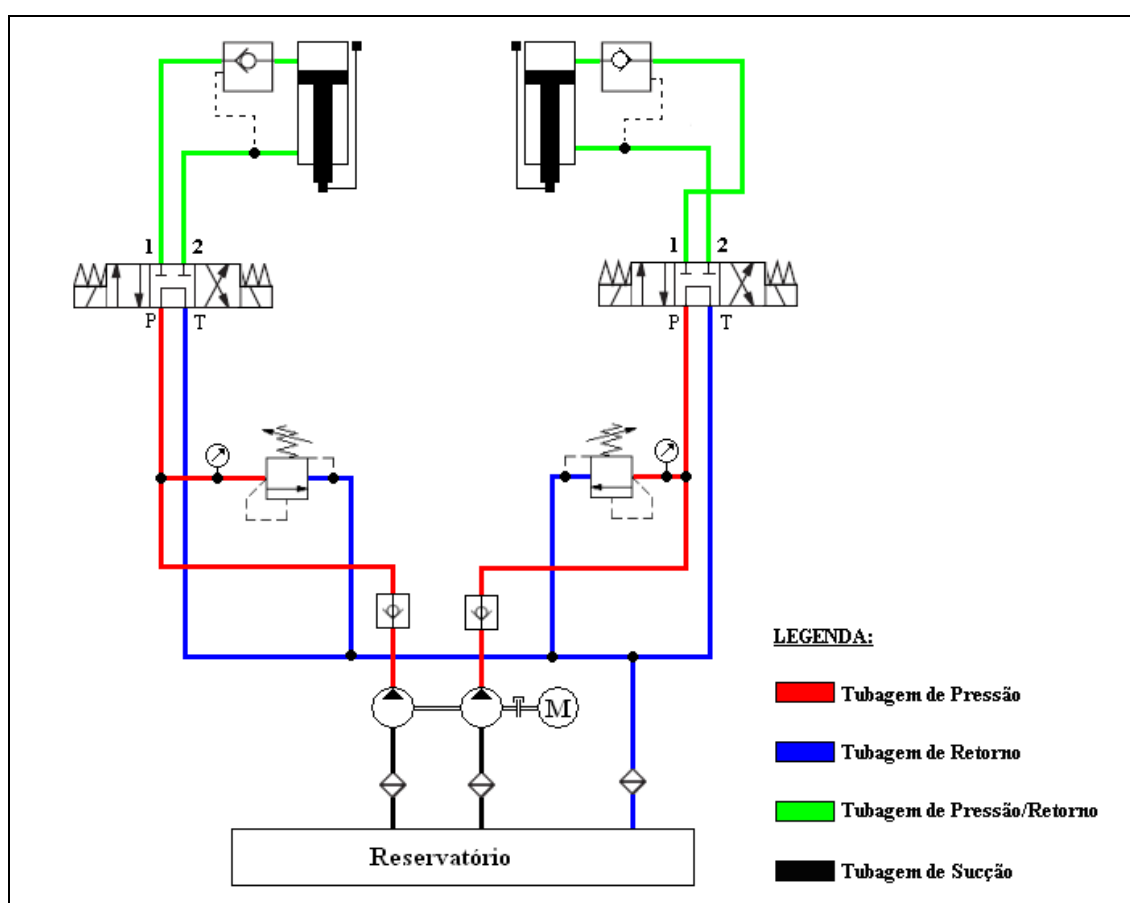 1 2
1 2
P T
P T
LEGENDA:
Tubagem de Pressão
M
Tubagem de Retorno
Tubagem de Pressão/Retorno
Reservatório
Tubagem de Sucção